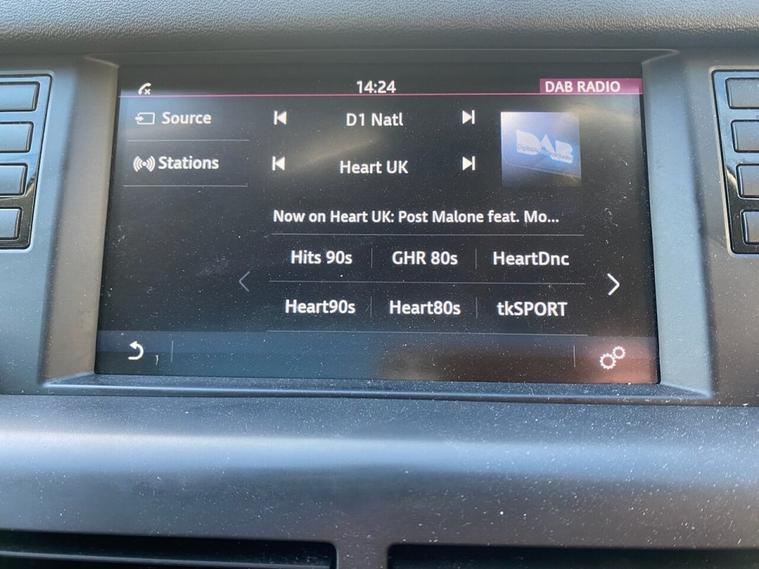 14:24
DAB RADIO
Source
D1 Natl
DAB
Stations
Heart UK
Now on Heart UK: Post Malone feat. Mo...
Hits 90s
GHR 80s
HeartDnc
Heart90s
Heart80s
tkSPORT